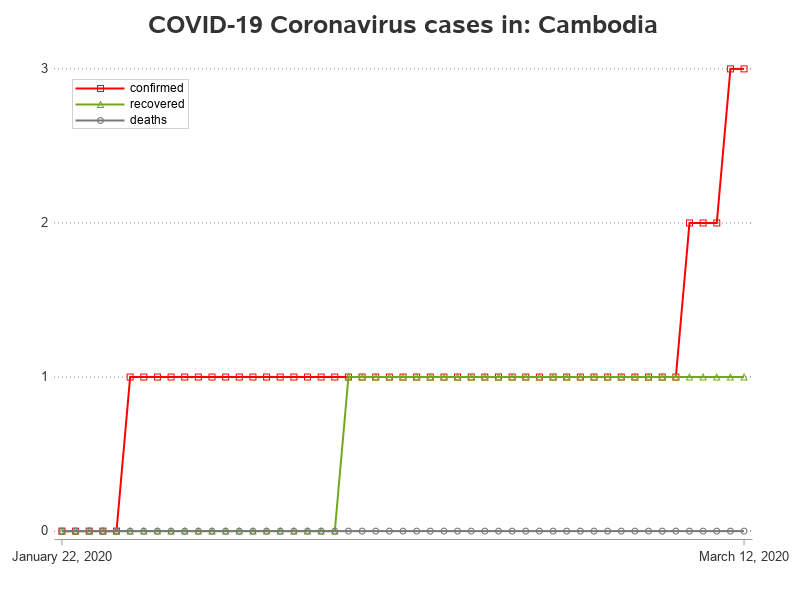 COVID-19 Coronavirus cases in: Cambodia
3
confirmed
recovered
deaths
2
1
0
January 22, 2020
March 12, 2020